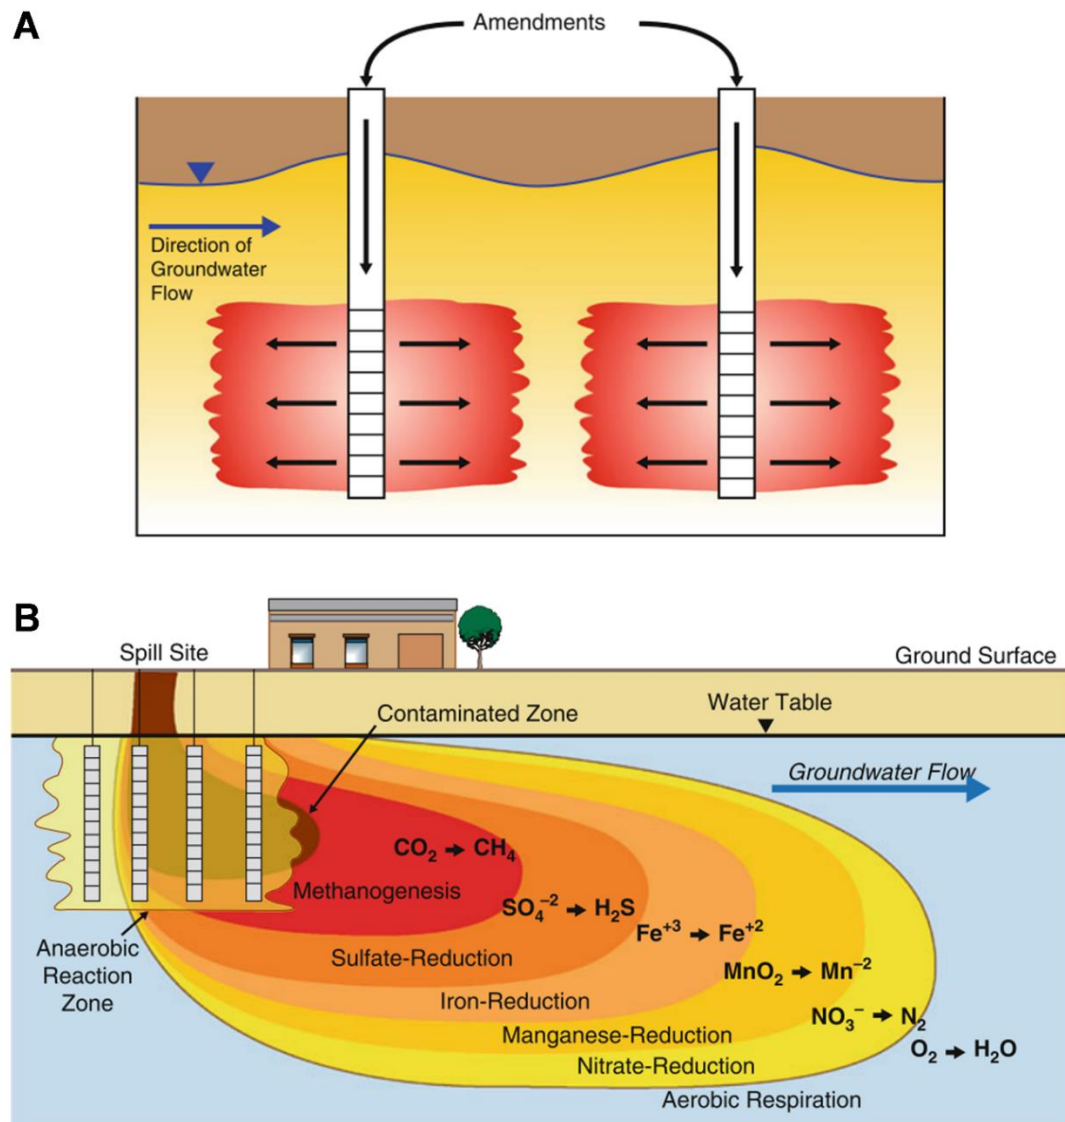 A
Amendments
Direction of
Groundwater
Flow
B
Spill Site
Ground Surface
Contaminated Zone
Water Table
Groundwater Flow
CO₂ → CH₄
Methanogenesis
SO₄⁻² → H₂S
Fe⁺³ → Fe⁺²
Anaerobic
Reaction
Zone
Sulfate-Reduction
MnO₂ → Mn⁻²
Iron-Reduction
NO₃⁻ → N₂
Manganese-Reduction
O₂ → H₂O
Nitrate-Reduction
Aerobic Respiration